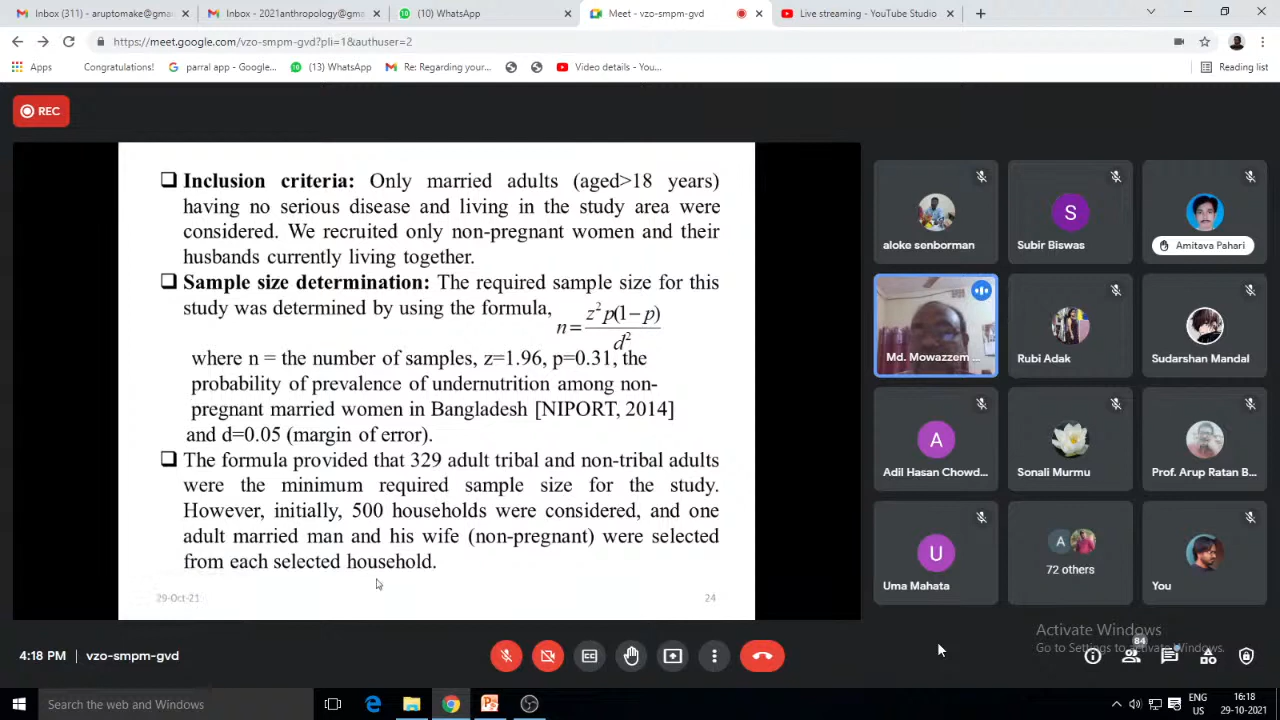 Inbox (311) - aruptomake@gma
Inbox - 2021anthropology@gma
(10) WhatsApp
Meet - vzo-smpm-gvd
Live streaming - YouTube Studio
https://meet.google.com/vzo-smpm-gvd?pli=1&authuser=2
Apps
Congratulations!
parral app - Google...
(13) WhatsApp
Re: Regarding your...
Video details - You...
Reading list
REC
Inclusion criteria: Only married adults (aged>18 years)
having no serious disease and living in the study area were
considered. We recruited only non-pregnant women and their
husbands currently living together.
Sample size determination: The required sample size for this
study was determined by using the formula, n = z²p(1−p) / d²
where n = the number of samples, z=1.96, p=0.31, the
probability of prevalence of undernutrition among non-
pregnant married women in Bangladesh [NIPORT, 2014]
and d=0.05 (margin of error).
The formula provided that 329 adult tribal and non-tribal adults
were the minimum required sample size for the study.
However, initially, 500 households were considered, and one
adult married man and his wife (non-pregnant) were selected
from each selected household.
29-Oct-21
24
aloke senborman
S
Subir Biswas
Amitava Pahari
Md. Mowazzem ...
Rubi Adak
Sudarshan Mandal
A
Adil Hasan Chowd...
Sonali Murmu
Prof. Arup Ratan B...
U
Uma Mahata
A
72 others
You
Activate Windows
Go to Settings to activate Windows.
4:18 PM | vzo-smpm-gvd
84
Search the web and Windows
ENG
US
16:18
29-10-2021